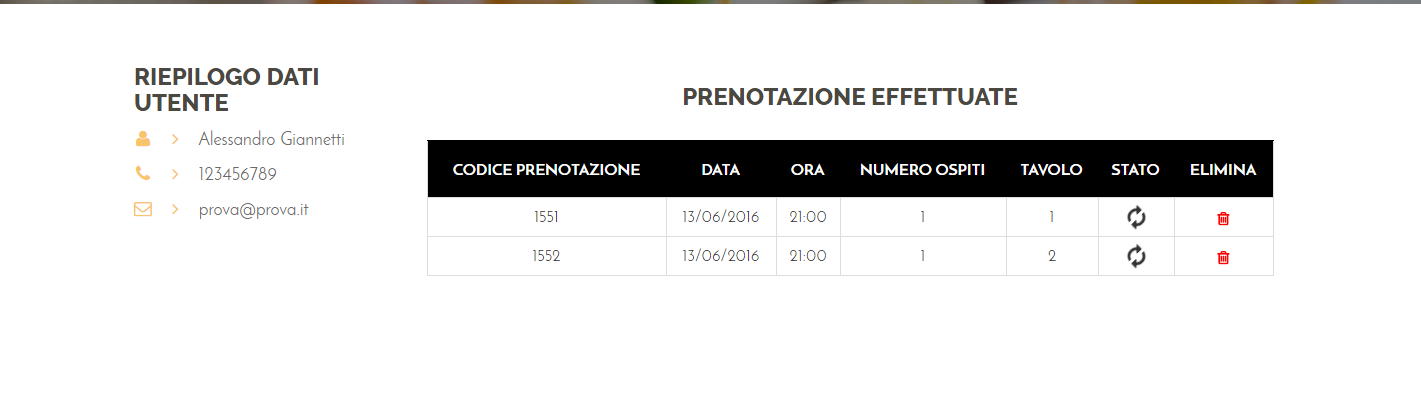 RIEPILOGO DATI
UTENTE
Alessandro Giannetti
123456789
prova@prova.it
PRENOTAZIONE EFFETTUATE
CODICE PRENOTAZIONE DATA ORA NUMERO OSPITI TAVOLO STATO ELIMINA
1551 13/06/2016 21:00 1 1
1552 13/06/2016 21:00 1 2